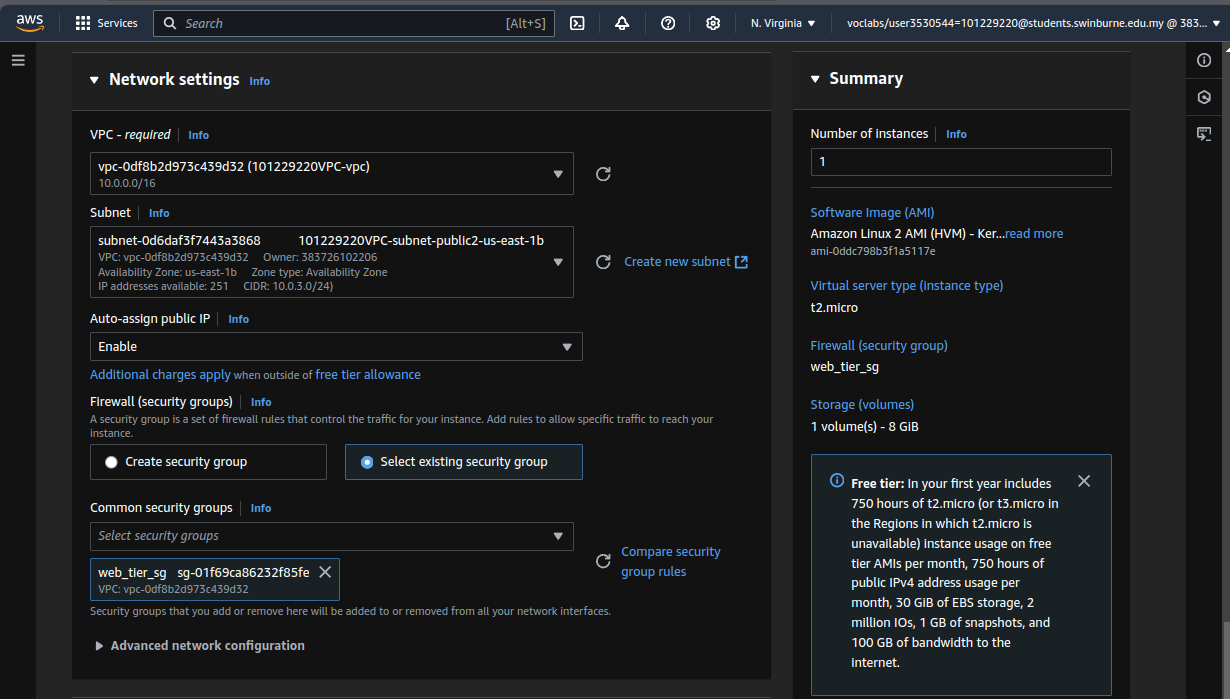 aws
Services
Search [Alt+S]
N. Virginia
voclabs/user3530544=101229220@students.swinburne.edu.my @ 383...
Network settings Info
VPC - required Info
vpc-0df8b2d973c439d32 (101229220VPC-vpc)
10.0.0.0/16
Subnet Info
subnet-0d6daf3f7443a3868 101229220VPC-subnet-public2-us-east-1b
VPC: vpc-0df8b2d973c439d32 Owner: 383726102206
Availability Zone: us-east-1b Zone type: Availability Zone
IP addresses available: 251 CIDR: 10.0.3.0/24)
Create new subnet
Auto-assign public IP Info
Enable
Additional charges apply when outside of free tier allowance
Firewall (security groups) Info
A security group is a set of firewall rules that control the traffic for your instance. Add rules to allow specific traffic to reach your
instance.
Create security group
Select existing security group
Common security groups Info
Select security groups
web_tier_sg sg-01f69ca86232f85fe
VPC: vpc-0df8b2d973c439d32
Compare security
group rules
Security groups that you add or remove here will be added to or removed from all your network interfaces.
Advanced network configuration
Summary
Number of instances Info
1
Software Image (AMI)
Amazon Linux 2 AMI (HVM) - Ker...read more
ami-0ddc798b3f1a5117e
Virtual server type (instance type)
t2.micro
Firewall (security group)
web_tier_sg
Storage (volumes)
1 volume(s) - 8 GiB
Free tier: In your first year includes
750 hours of t2.micro (or t3.micro in
the Regions in which t2.micro is
unavailable) instance usage on free
tier AMIs per month, 750 hours of
public IPv4 address usage per
month, 30 GiB of EBS storage, 2
million IOs, 1 GB of snapshots, and
100 GB of bandwidth to the
internet.